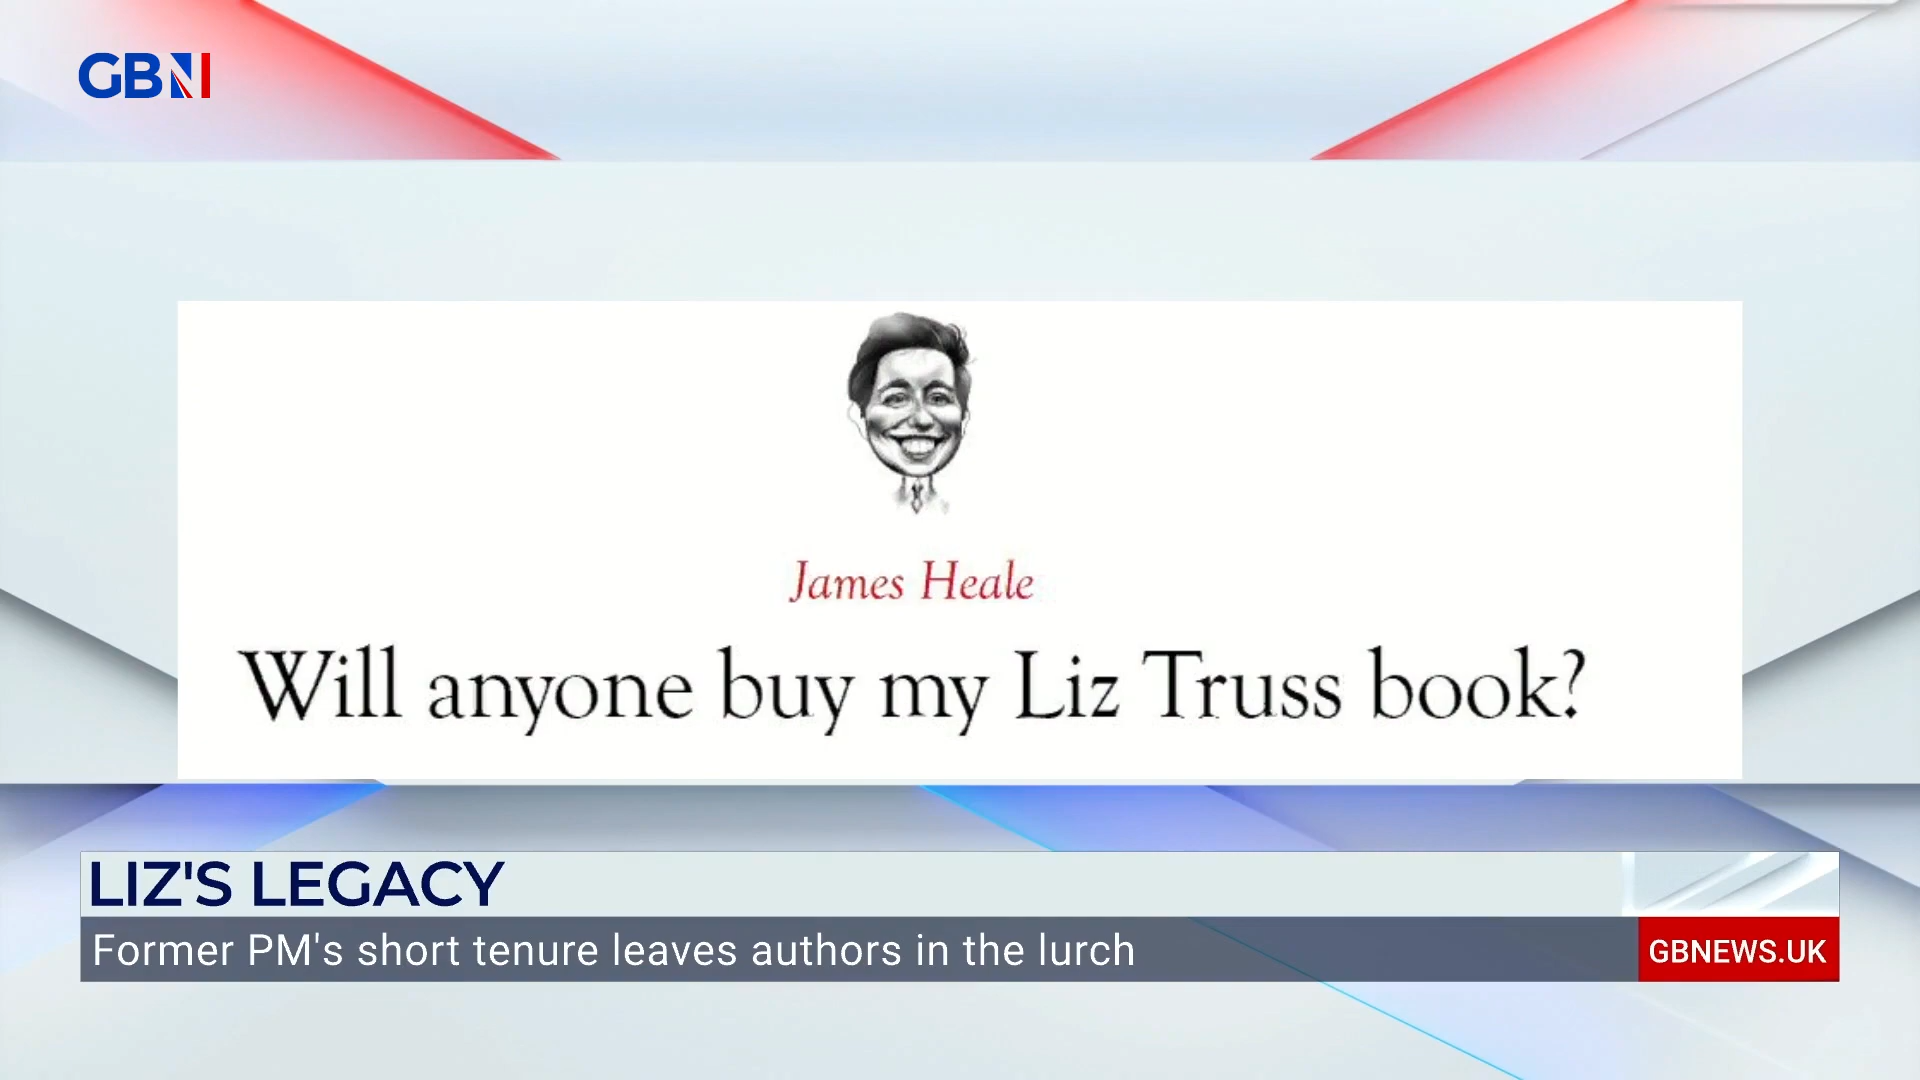 GBN
James Heale
Will anyone buy my Liz Truss book?
LIZ'S LEGACY
Former PM's short tenure leaves authors in the lurch
GBNEWS.UK